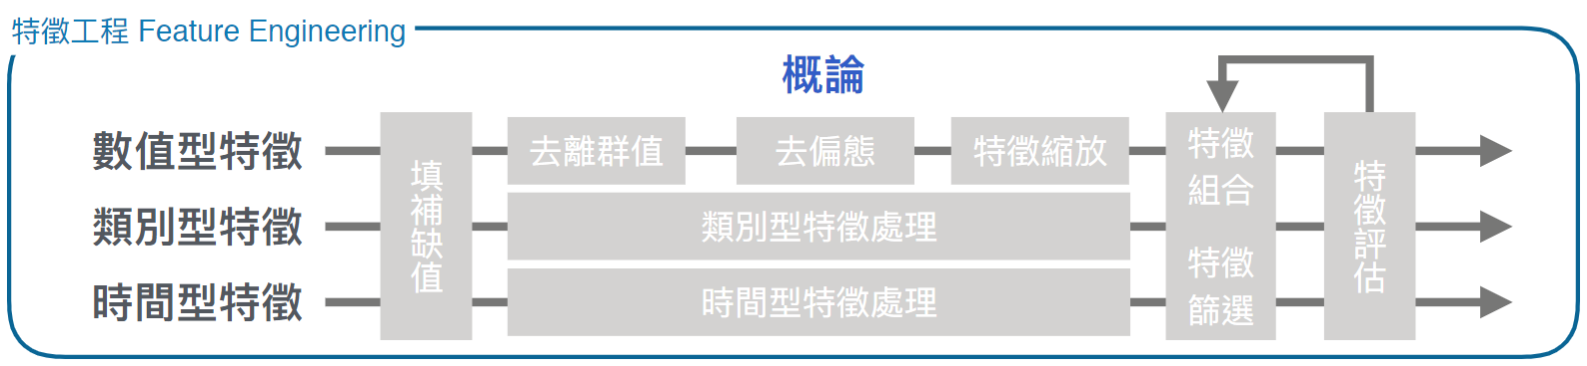 特徵工程 Feature Engineering
概論
數值型特徵
類別型特徵
時間型特徵
填補缺值
去離群值
去偏態
特徵縮放
類別型特徵處理
時間型特徵處理
特徵
組合
特徵
篩選
特徵評估